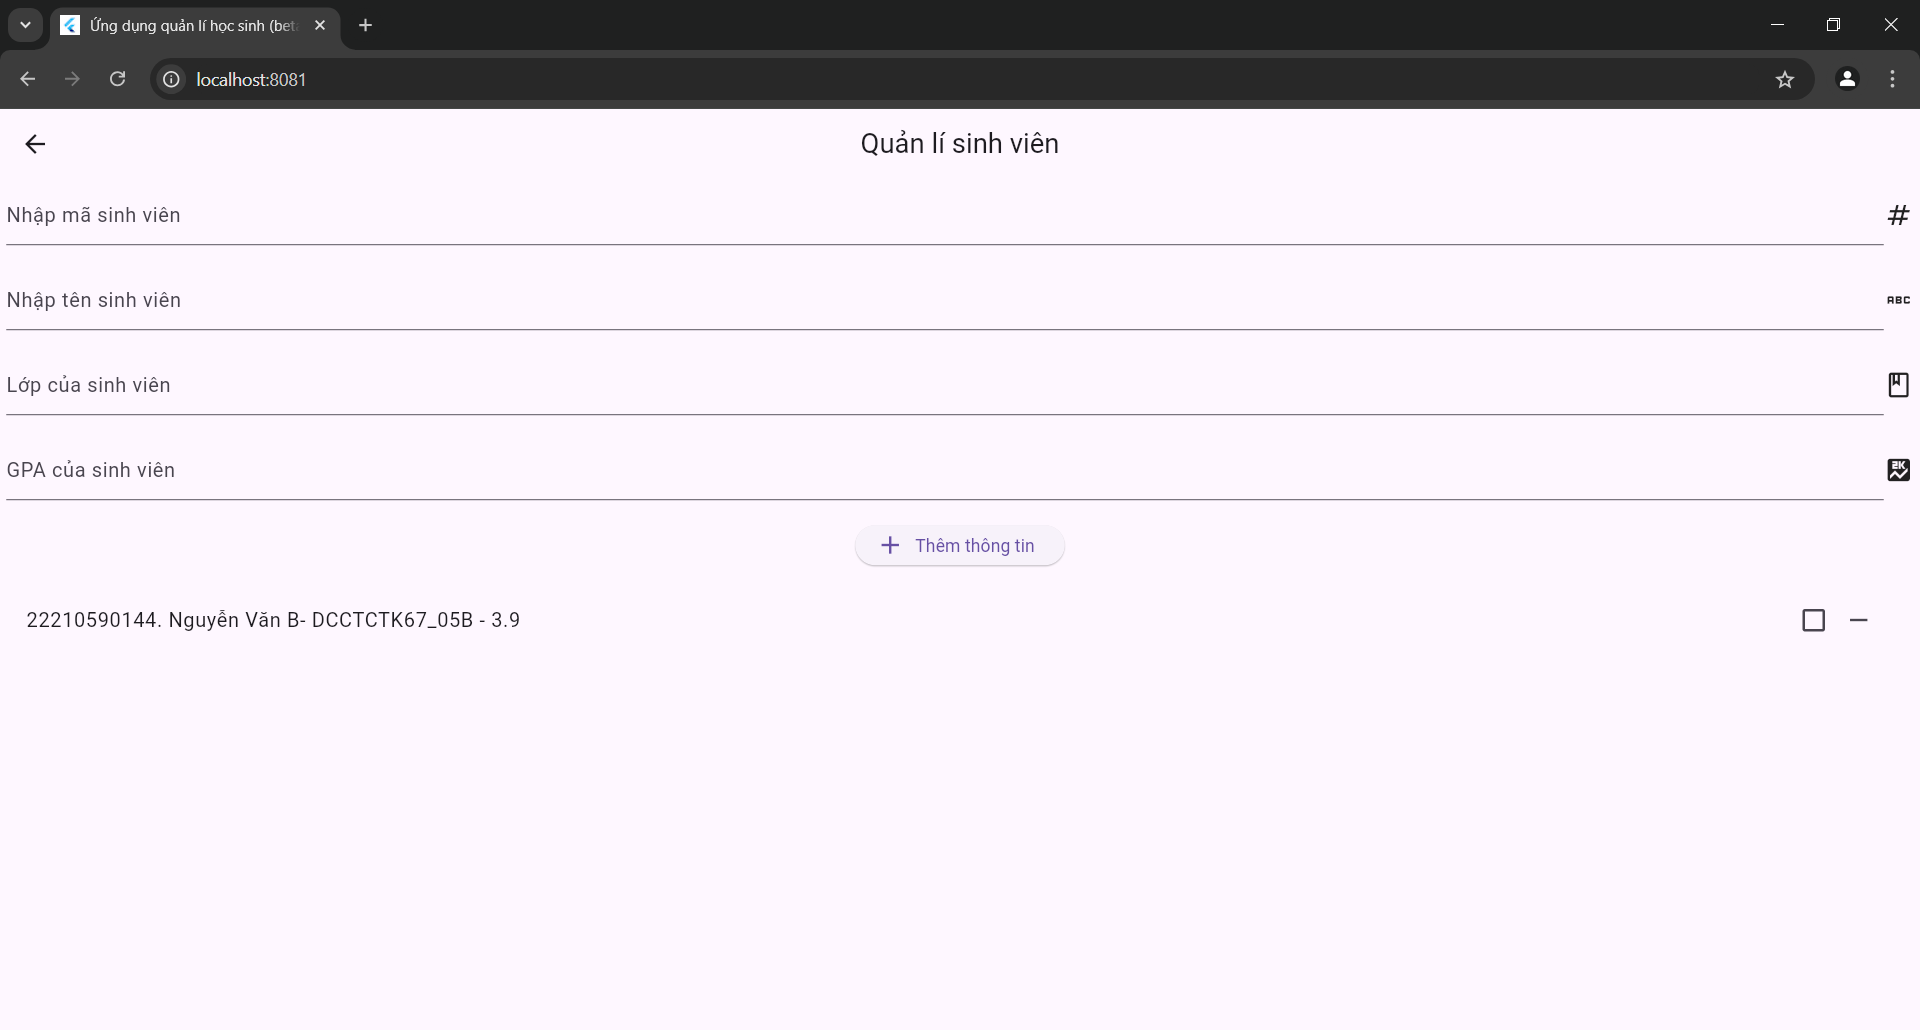 Ứng dụng quản lí học sinh (bet
localhost:8081
Quản lí sinh viên
Nhập mã sinh viên
#
Nhập tên sinh viên
ABC
Lớp của sinh viên
GPA của sinh viên
2K
Thêm thông tin
22210590144. Nguyễn Văn B- DCCTCTK67_05B - 3.9